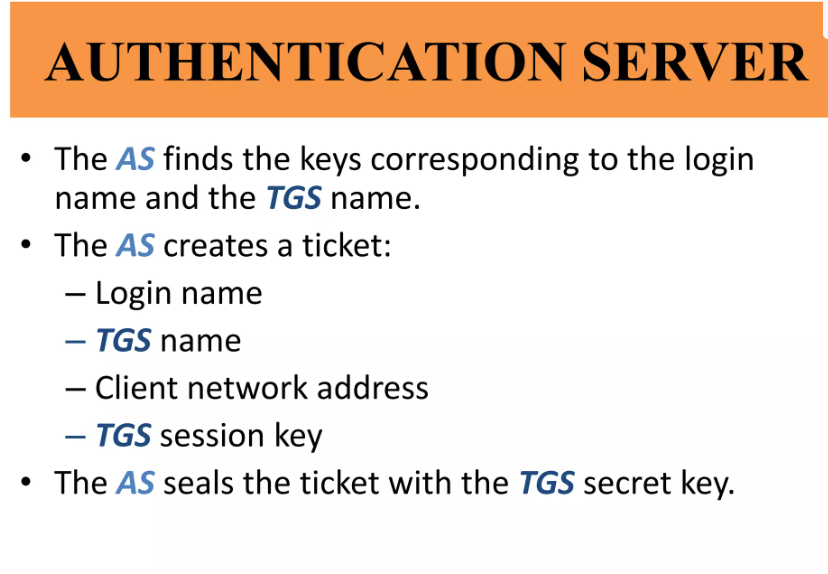 AUTHENTICATION SERVER
• The AS finds the keys corresponding to the login
name and the TGS name.
• The AS creates a ticket:
– Login name
– TGS name
– Client network address
– TGS session key
• The AS seals the ticket with the TGS secret key.